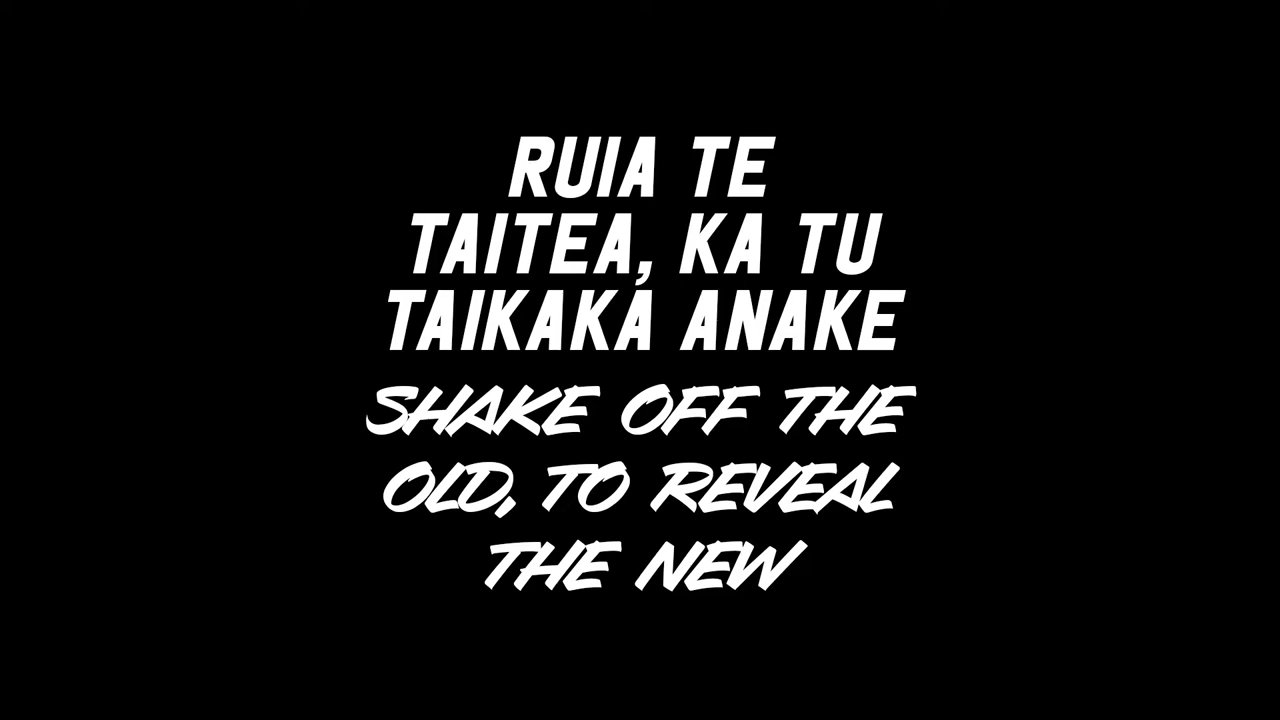 RUIA TE
TAITEA, KA TU
TAIKAKA ANAKE
SHAKE OFF THE
OLD, TO REVEAL
THE NEW